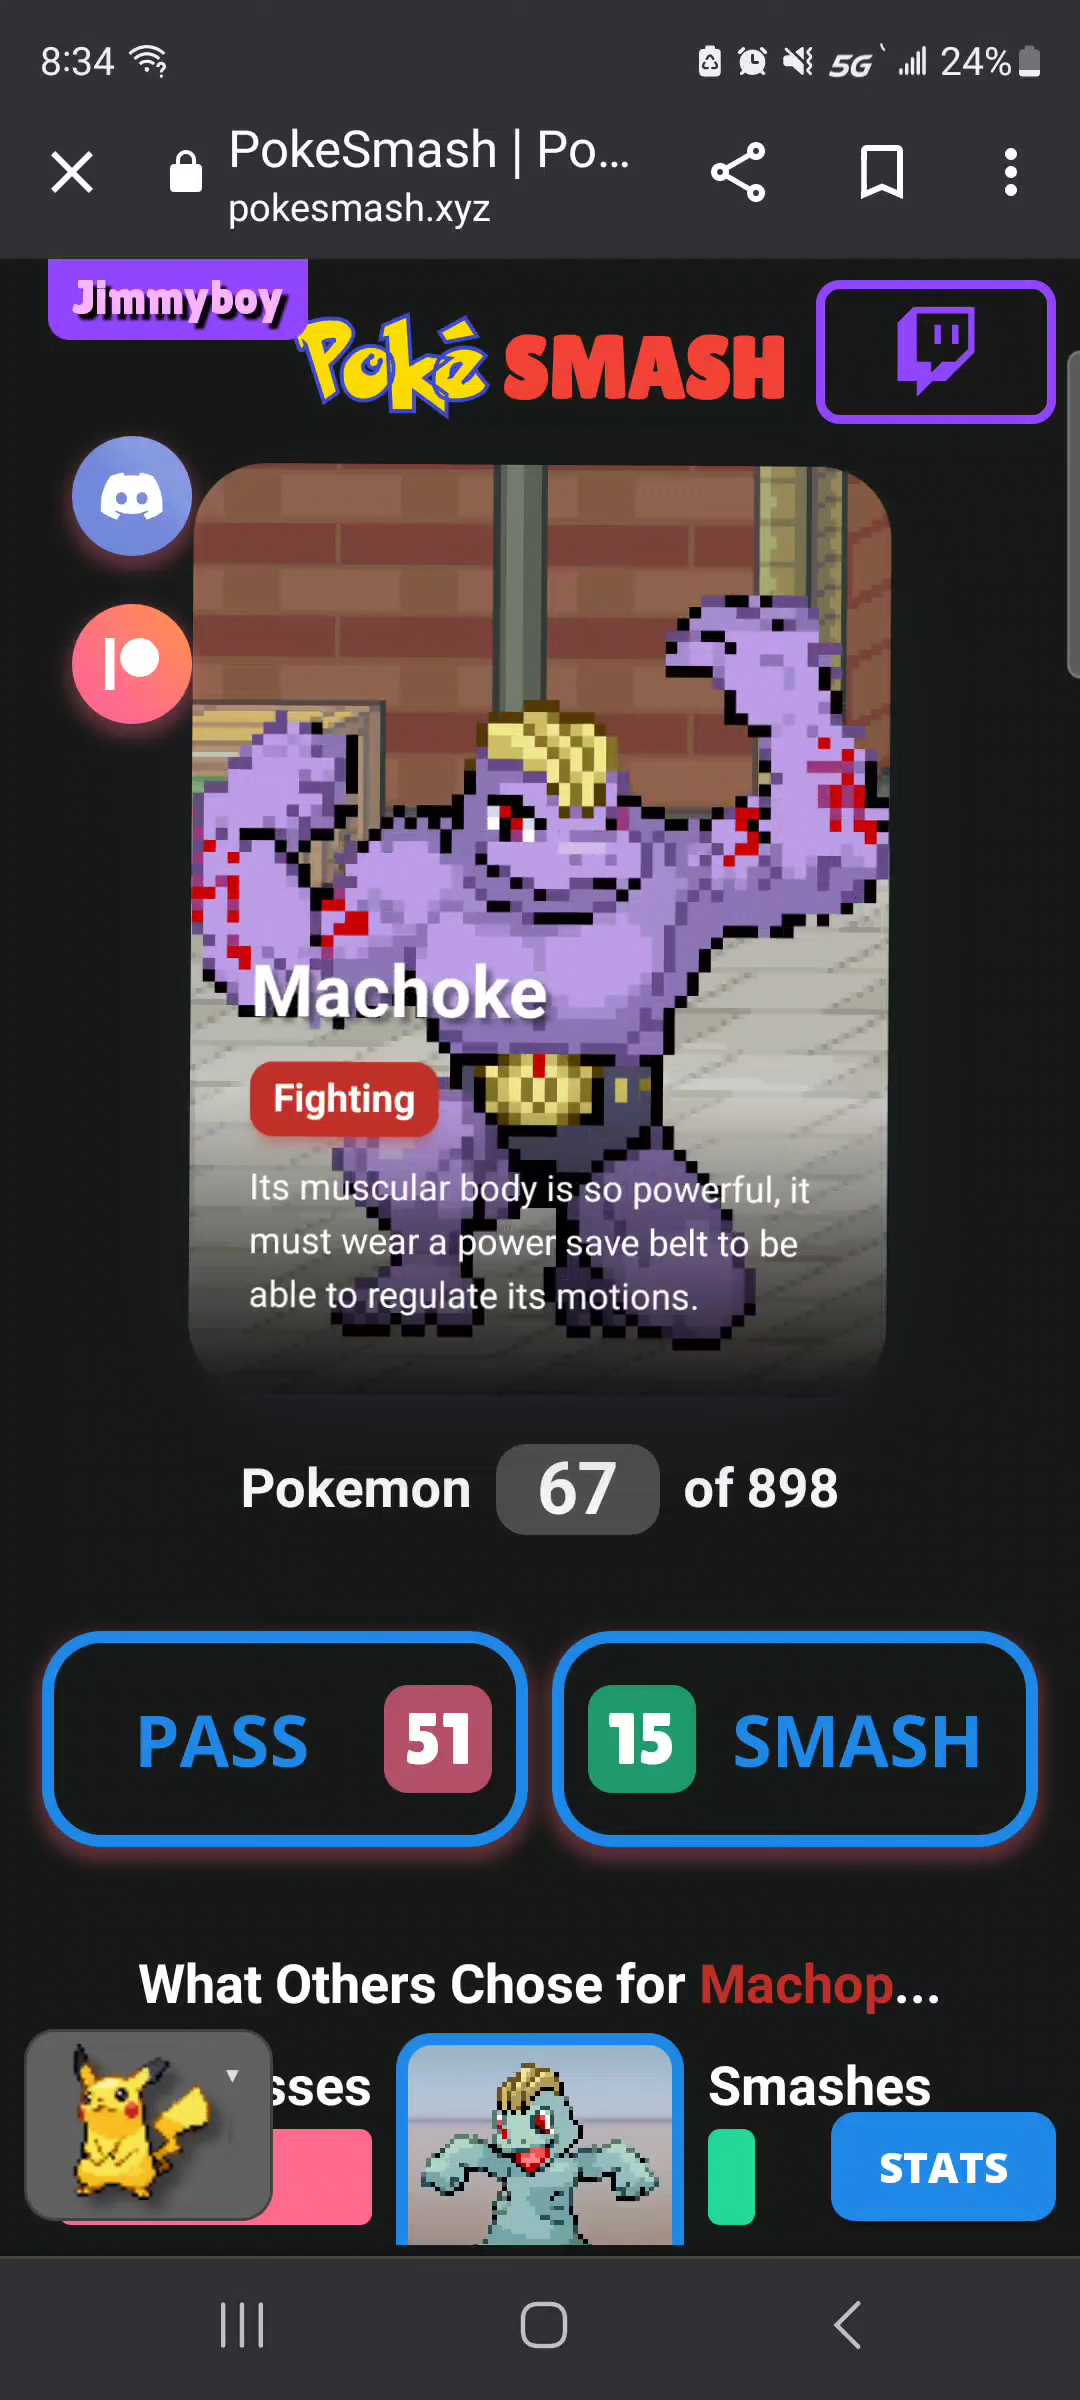 8:34
5G
24%
PokeSmash | Po...
pokesmash.xyz
Jimmyboy
Poké SMASH
Machoke
Fighting
Its muscular body is so powerful, it
must wear a power save belt to be
able to regulate its motions.
Pokemon 67 of 898
PASS 51
15 SMASH
What Others Chose for Machop...
sses
Smashes
STATS